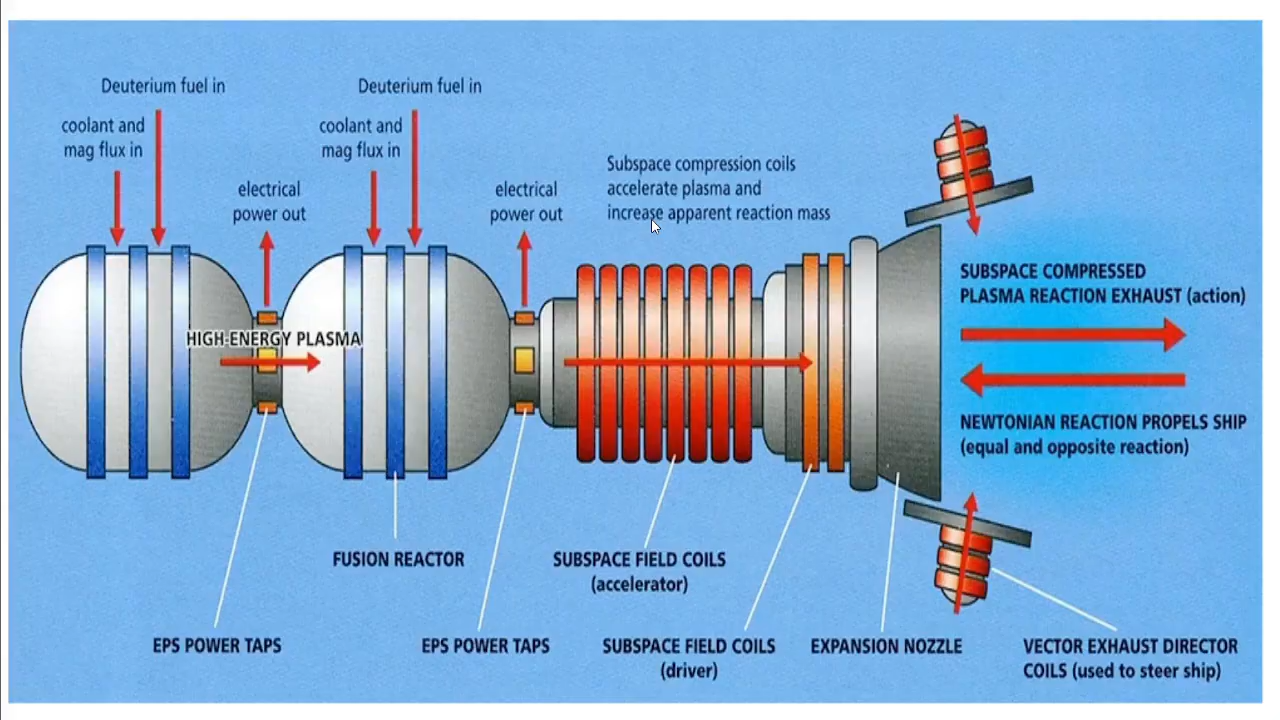 Deuterium fuel in
Deuterium fuel in
coolant and
mag flux in
coolant and
mag flux in
electrical
power out
electrical
power out
Subspace compression coils
accelerate plasma and
increase apparent reaction mass
HIGH-ENERGY PLASMA
SUBSPACE COMPRESSED
PLASMA REACTION EXHAUST (action)
NEWTONIAN REACTION PROPELS SHIP
(equal and opposite reaction)
FUSION REACTOR
SUBSPACE FIELD COILS
(accelerator)
EPS POWER TAPS
EPS POWER TAPS
SUBSPACE FIELD COILS
(driver)
EXPANSION NOZZLE
VECTOR EXHAUST DIRECTOR
COILS (used to steer ship)